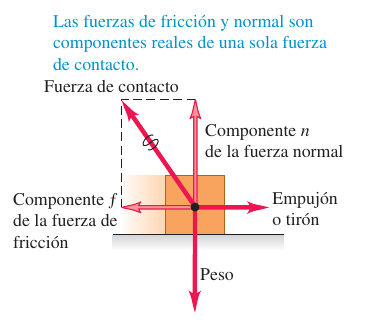 Las fuerzas de fricción y normal son
componentes reales de una sola fuerza
de contacto.
Fuerza de contacto
Componente n
de la fuerza normal
Componente f
de la fuerza de
fricción
Empujón
o tirón
Peso